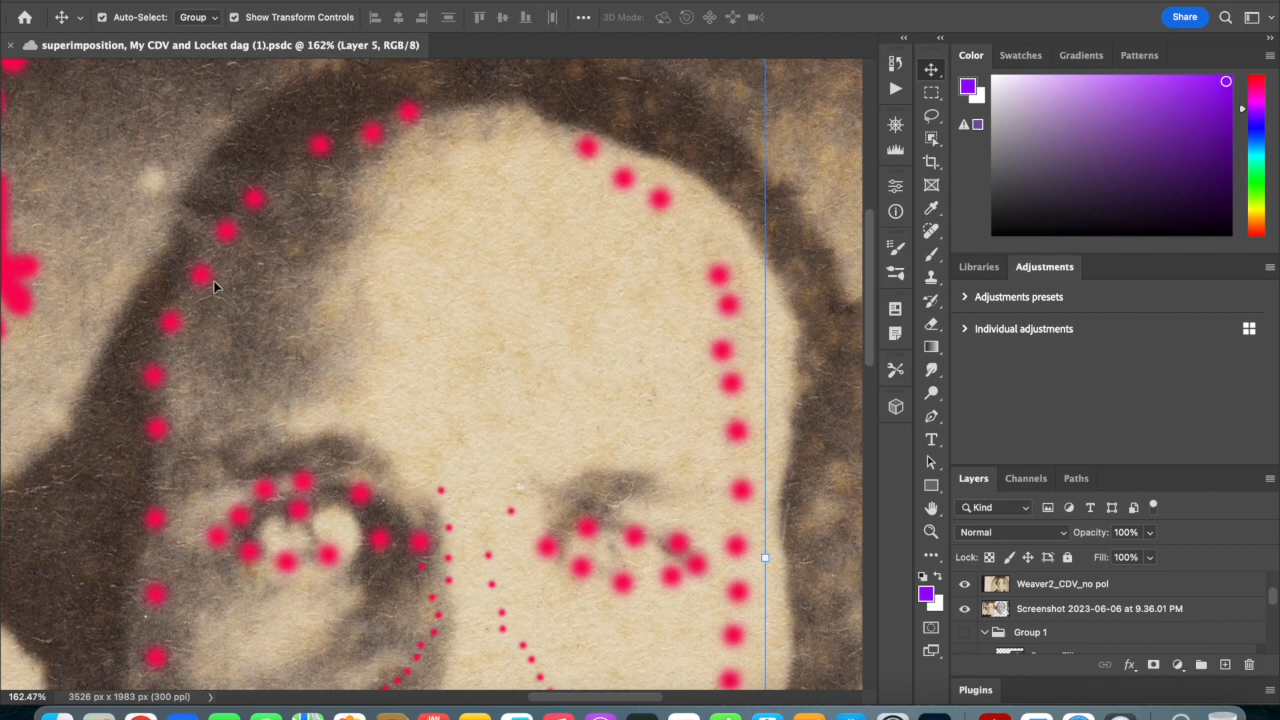 Auto-Select: Group Show Transform Controls 3D Mode: Share
× superimposition, My CDV and Locket dag (1).psdc @ 162% (Layer 5, RGB/8)
Color Swatches Gradients Patterns
Libraries Adjustments
Adjustments presets
Individual adjustments
Layers Channels Paths
Kind
Normal Opacity: 100%
Lock: Fill: 100%
Weaver2_CDV_no pol
Screenshot 2023-06-06 at 9.36.01 PM
Group 1
Plugins
162.47% 3526 px x 1983 px (300 ppi)
JAN